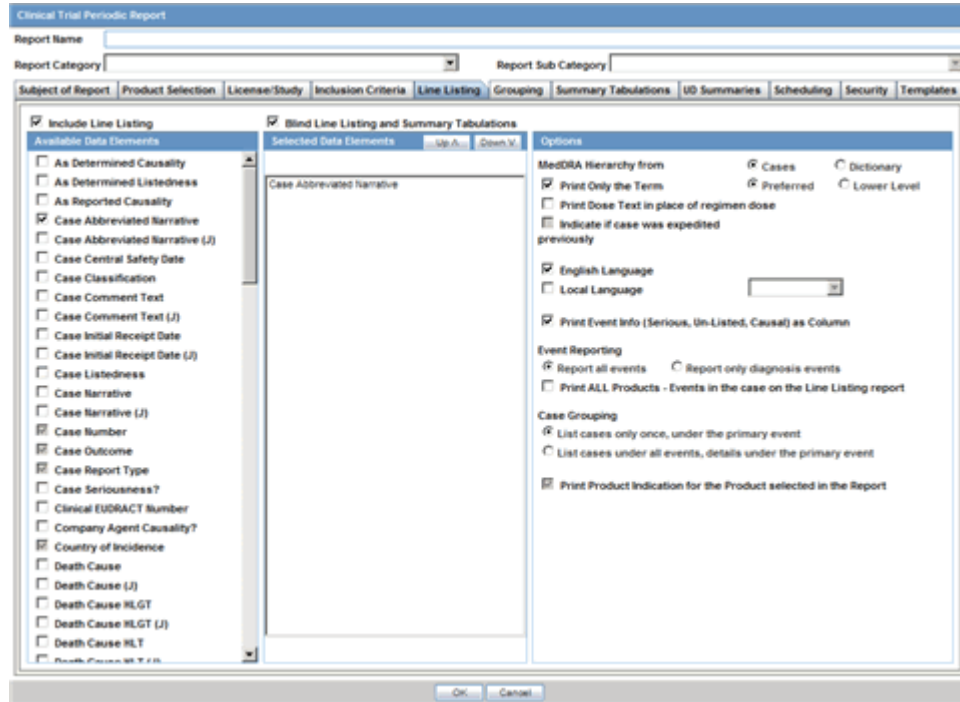 Clinical Trial Periodic Report
Report Name
Report Category Report Sub Category
Subject of Report Product Selection License/Study Inclusion Criteria Line Listing Grouping Summary Tabulations UD Summaries Scheduling Security Templates
Include Line Listing Blind Line Listing and Summary Tabulations
Available Data Elements
As Determined Causality
As Determined Listedness
As Reported Causality
Case Abbreviated Narrative
Case Abbreviated Narrative (J)
Case Central Safety Date
Case Classification
Case Comment Text
Case Comment Text (J)
Case Initial Receipt Date
Case Initial Receipt Date (J)
Case Listedness
Case Narrative
Case Narrative (J)
Case Number
Case Outcome
Case Report Type
Case Seriousness?
Clinical EUDRACT Number
Company Agent Causality?
Country of Incidence
Death Cause
Death Cause (J)
Death Cause HLGT
Death Cause HLGT (J)
Death Cause HLT
Death Cause HLT (J)
Selected Data Elements Up Λ Down V
Case Abbreviated Narrative
Options
MedDRA Hierarchy from Cases Dictionary
Print Only the Term Preferred Lower Level
Print Dose Text in place of regimen dose
Indicate if case was expedited
previously
English Language
Local Language
Print Event Info (Serious, Un-Listed, Causal) as Column
Event Reporting
Report all events Report only diagnosis events
Print ALL Products - Events in the case on the Line Listing report
Case Grouping
List cases only once, under the primary event
List cases under all events, details under the primary event
Print Product Indication for the Product selected in the Report
OK Cancel